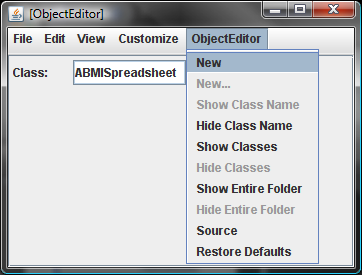 [ObjectEditor]
File Edit View Customize ObjectEditor
Class: ABMISpreadsheet
New
New...
Show Class Name
Hide Class Name
Show Classes
Hide Classes
Show Entire Folder
Hide Entire Folder
Source
Restore Defaults